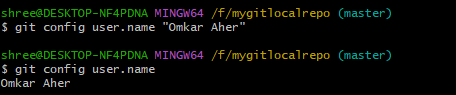 shree@DESKTOP-NF4PDNA MINGW64 /f/mygitlocalrepo (master)
$ git config user.name "Omkar Aher"
shree@DESKTOP-NF4PDNA MINGW64 /f/mygitlocalrepo (master)
$ git config user.name
Omkar Aher